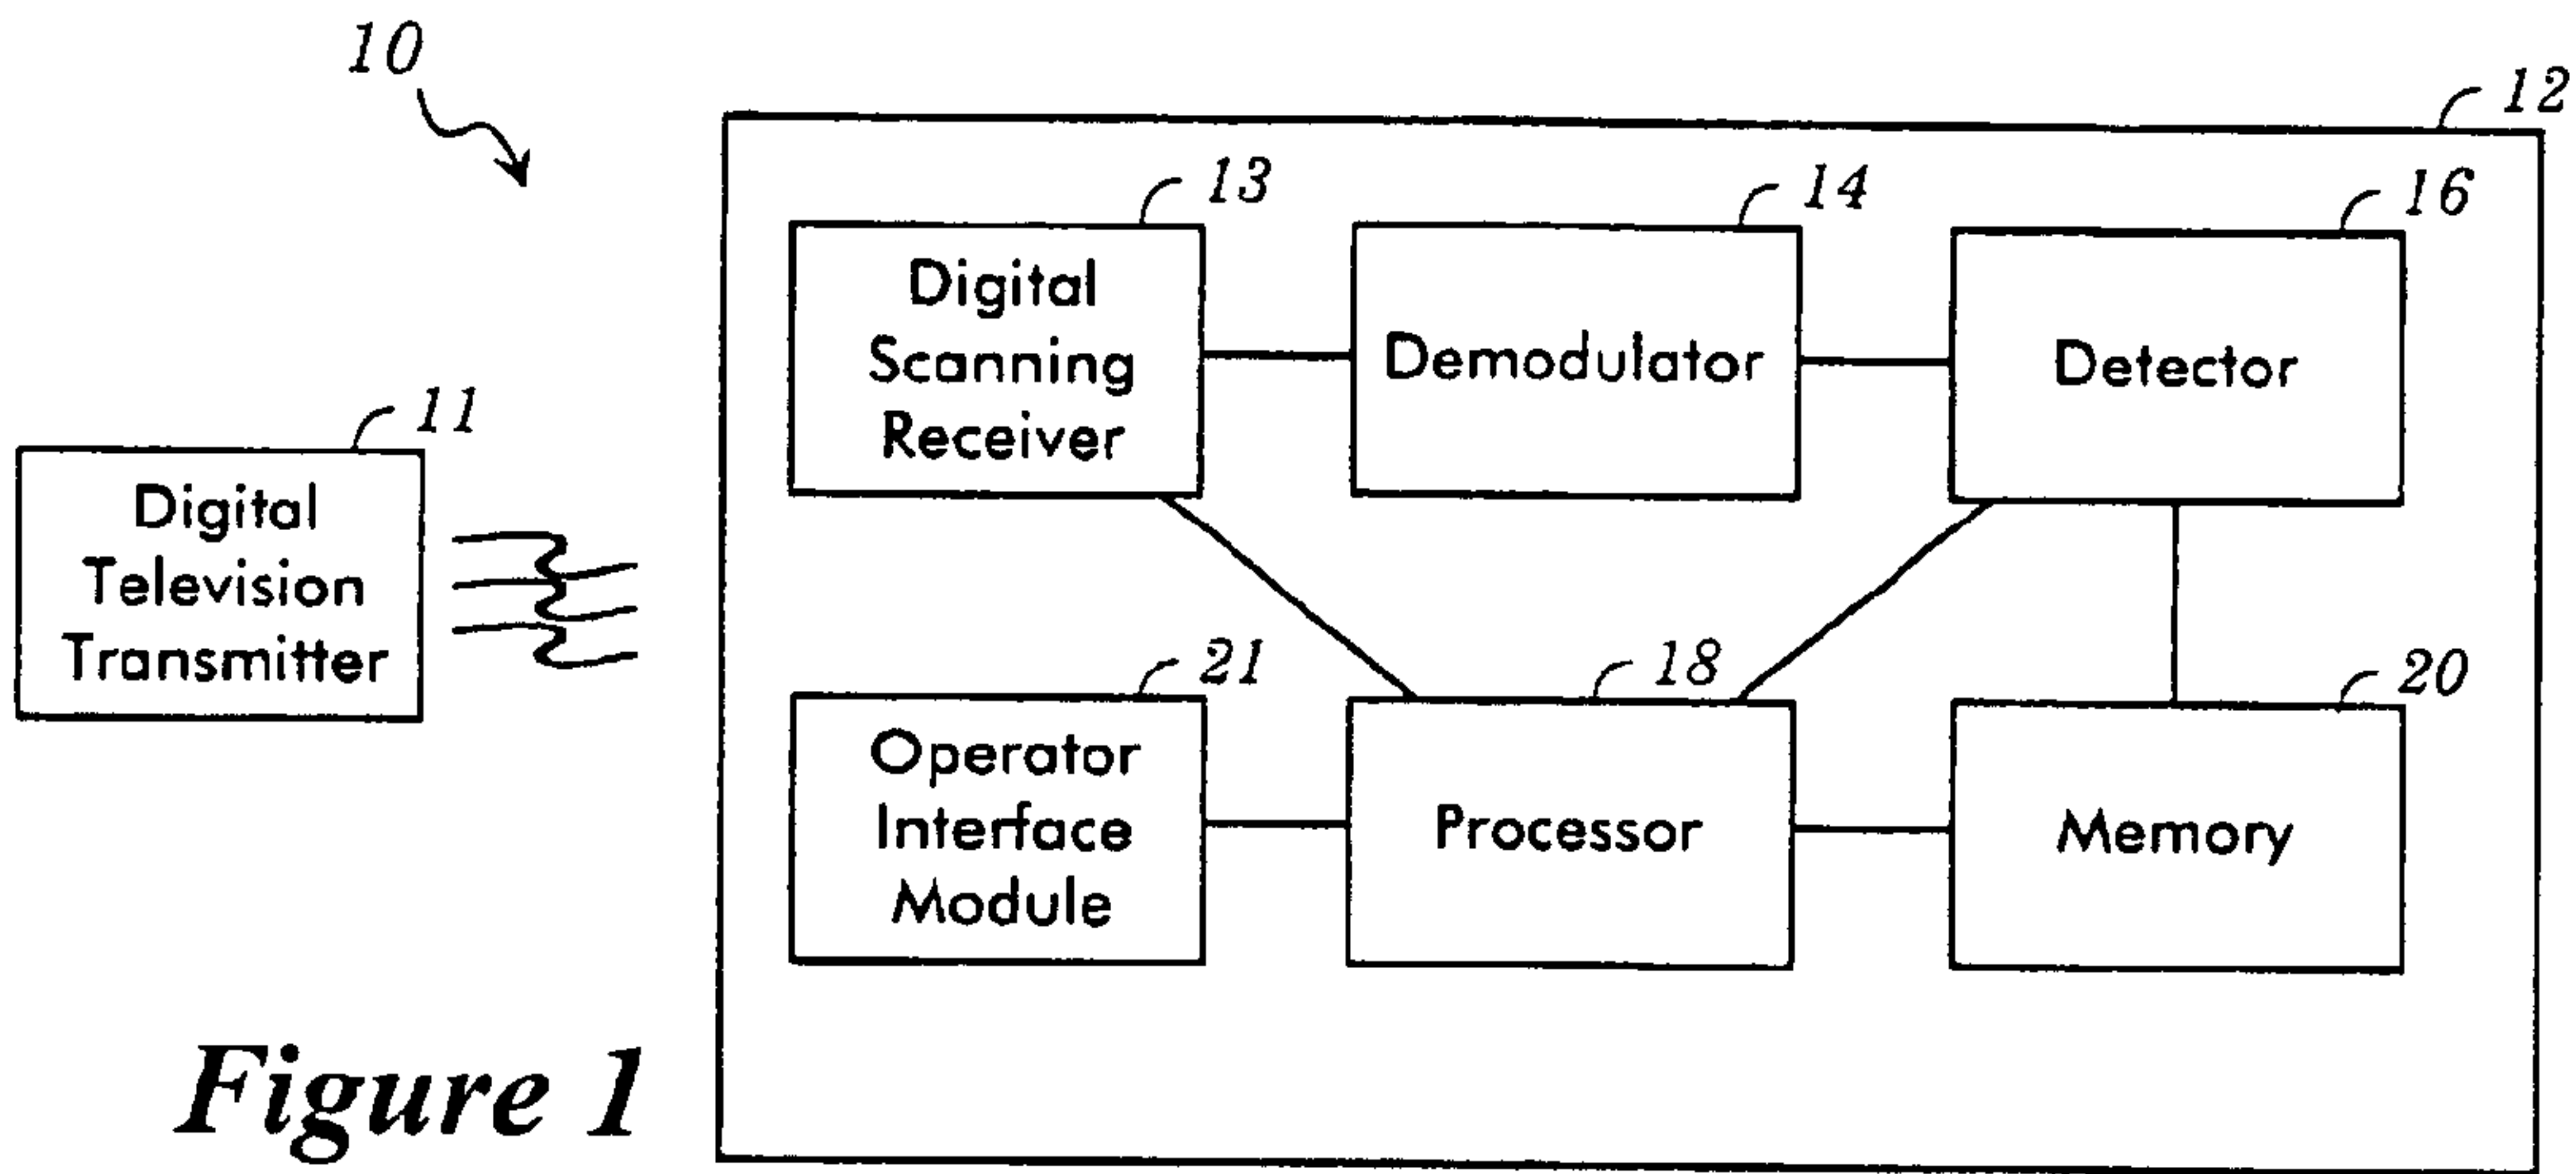 10
12
13
14
16
Digital
Scanning
Receiver
Demodulator
Detector
11
Digital
Television
Transmitter
21
18
20
Operator
Interface
Module
Processor
Memory
Figure 1